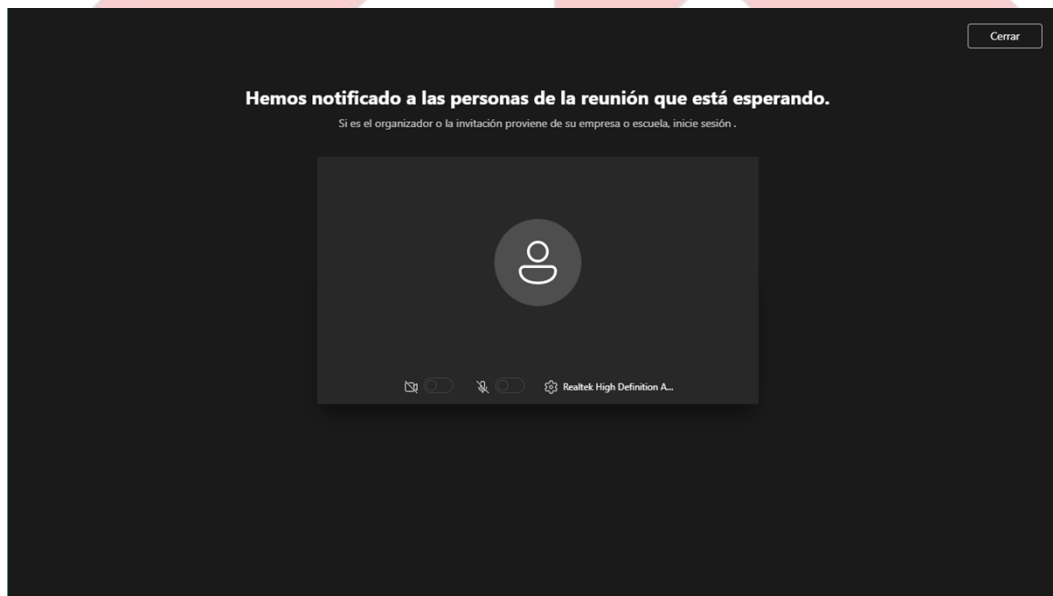 Cerrar
Hemos notificado a las personas de la reunión que está esperando.
Si es el organizador o la invitación proviene de su empresa o escuela, inicie sesión .
Realtek High Definition A...